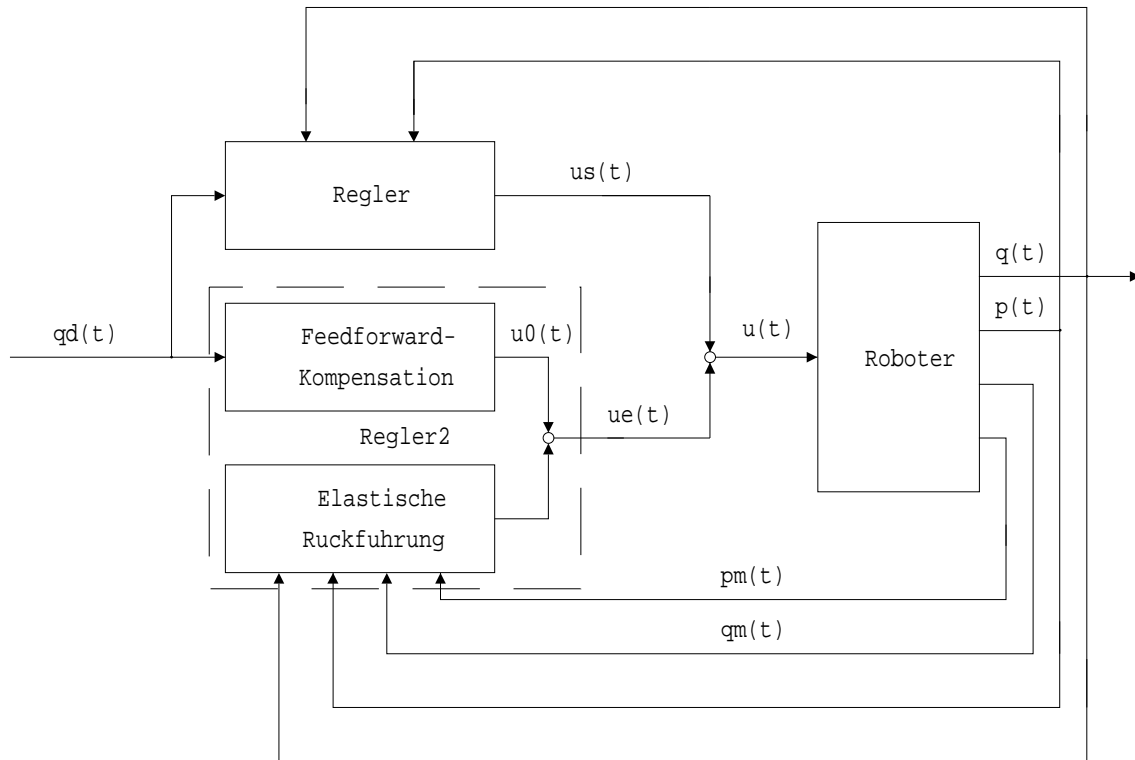 us(t)
Regler
q(t)
p(t)
qd(t)
Feedforward-
Kompensation
u0(t)
u(t)
Roboter
ue(t)
Regler2
Elastische
Ruckfuhrung
pm(t)
qm(t)